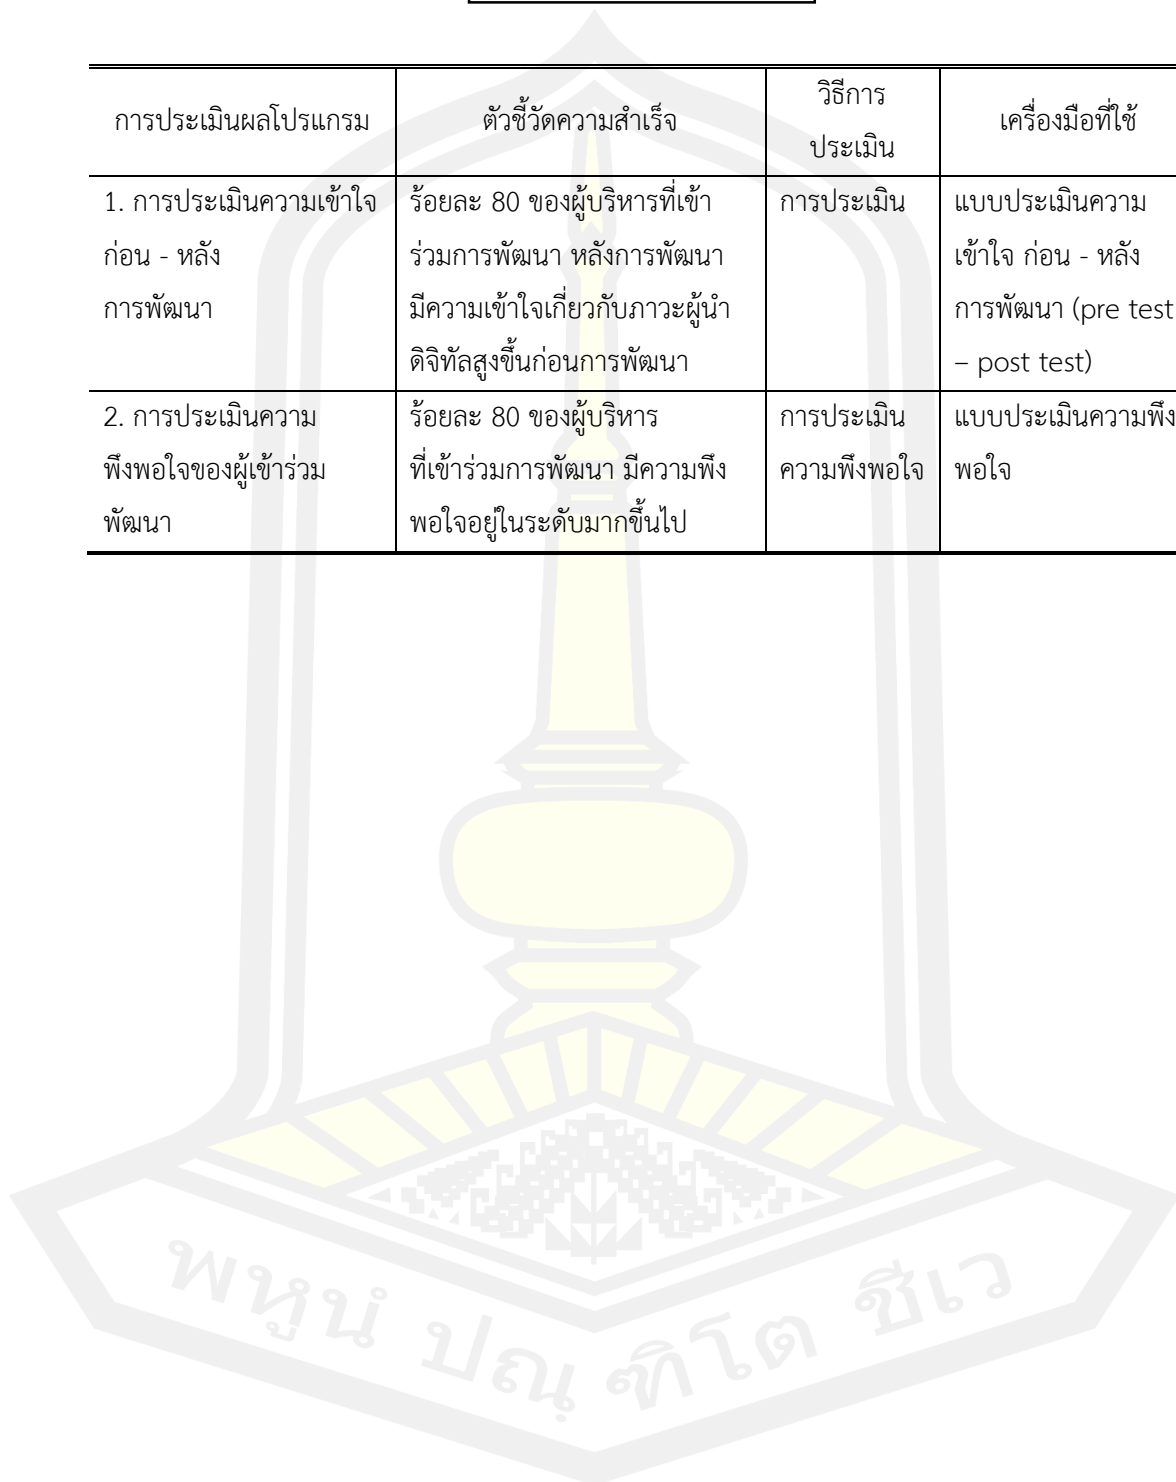 การประเมินผลโปรแกรม ตัวชี้วัดความสำเร็จ วิธีการ ประเมิน เครื่องมือที่ใช้
1. การประเมินความเข้าใจ
ก่อน - หลัง
การพัฒนา
ร้อยละ 80 ของผู้บริหารที่เข้า
ร่วมการพัฒนา หลังการพัฒนา
มีความเข้าใจเกี่ยวกับภาวะผู้นำ
ดิจิทัลสูงขึ้นก่อนการพัฒนา
การประเมิน
แบบประเมินความ
เข้าใจ ก่อน - หลัง
การพัฒนา (pre test
– post test)
2. การประเมินความ
พึงพอใจของผู้เข้าร่วม
พัฒนา
ร้อยละ 80 ของผู้บริหาร
ที่เข้าร่วมการพัฒนา มีความพึง
พอใจอยู่ในระดับมากขึ้นไป
การประเมิน
ความพึงพอใจ
แบบประเมินความพึง
พอใจ
พหูนํ ปณฺฑิโต ชีเว